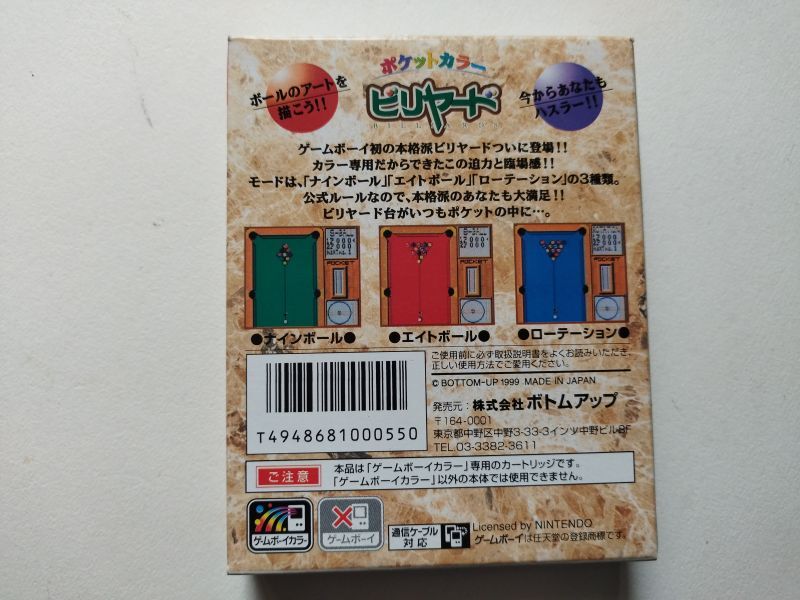 ポケットカラー
ビリヤード
BILLIARDS
ボールのアートを
描こう!!
今からあなたも
ハスラー!!
ゲームボーイ初の本格派ビリヤードついに登場!!
カラー専用だからできたこの迫力と臨場感!!
モードは、「ナインボール」「エイトボール」「ローテーション」の3種類。
公式ルールなので、本格派のあなたも大満足!!
ビリヤード台がいつもポケットの中に…。
POCKET
POCKET
POCKET
●ナインボール●
●エイトボール●
●ローテーション●
ご使用前に必ず取扱説明書をよくお読みいただき、
正しい使用方法でご愛用ください。
© BOTTOM-UP 1999 MADE IN JAPAN
発売元:株式会社 ボトムアップ
〒164-0001
東京都中野区中野3-33-3インツ中野ビル8F
TEL.03-3382-3611
T4948681000550
ご注意
本品は「ゲームボーイカラー」専用のカートリッジです。
「ゲームボーイカラー」以外の本体では使用できません。
ゲームボーイカラー
ゲームボーイ
通信ケーブル
対応
Licensed by NINTENDO
ゲームボーイは任天堂の登録商標です。